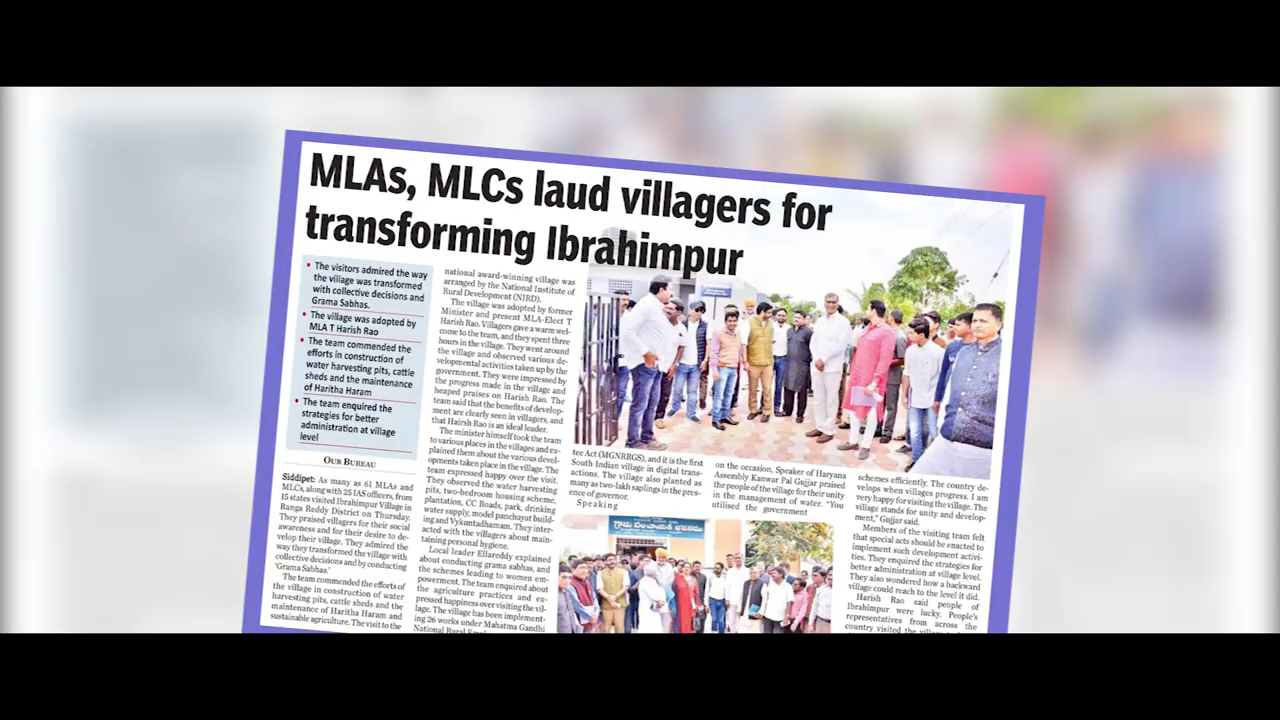 MLAs, MLCs laud villagers for
transforming Ibrahimpur
• The visitors admired the way
the village was transformed
with collective decisions and
Grama Sabhas.
• The village was adopted by
MLA T Harish Rao
• The team commended the
efforts in construction of
water harvesting pits, cattle
sheds and the maintenance
of Haritha Haram
• The team enquired the
strategies for better
administration at village
level
OUR BUREAU
Siddipet: As many as 61 MLAs and
MLCs, along with 25 IAS officers, from
15 states visited Ibrahimpur Village in
Ranga Reddy District on Thursday.
They praised villagers for their social
awareness and for their desire to de-
velop their village. They admired the
way they transformed the village with
collective decisions and by conducting
'Grama Sabhas.'
The team commended the efforts of
the village in construction of water
harvesting pits, cattle sheds and the
maintenance of Haritha Haram and
sustainable agriculture. The visit to the
national award-winning village was
arranged by the National Institute of
Rural Development (NIRD).
The village was adopted by former
Minister and present MLA-Elect T
Harish Rao. Villagers gave a warm wel-
come to the team, and they spent three
hours in the village. They went around
the village and observed various de-
velopmental activities taken up by the
government. They were impressed by
the progress made in the village and
heaped praises on Harish Rao. The
team said that the benefits of develop-
ment are clearly seen in villagers, and
that Hairsh Rao is an ideal leader.
The minister himself took the team
to various places in the villages and ex-
plained them about the various devel-
opments taken place in the village. The
team expressed happy over the visit.
They observed the water harvesting
pits, two-bedroom housing scheme,
plantation, CC Roads, park, drinking
water supply, model panchayat build-
ing and Vykuntadhamam. They inter-
acted with the villagers about main-
taining personal hygiene.
Local leader Ellareddy explained
about conducting grama sabhas, and
the schemes leading to women em-
powerment. The team enquired about
the agriculture practices and ex-
pressed happiness over visiting the vil-
lage. The village has been implement-
ing 26 works under Mahatma Gandhi
National Rural
tee Act (MGNRRGS), and it is the first
South Indian village in digital trans-
actions. The village also planted as
many as two-lakh saplings in the pres-
ence of governor.
Speaking
on the occasion, Speaker of Haryana
Assembly Kanwar Pal Gujjar praised
the people of the village for their unity
in the management of water. "You
utilised the government
schemes efficiently. The country de-
velops when villages progress. I am
very happy for visiting the village. The
village stands for unity and develop-
ment," Gujjar said.
Members of the visiting team felt
that special acts should be enacted to
implement such development activi-
ties. They enquired the strategies for
better administration at village level.
They also wondered how a backward
village could reach to the level it did.
Harish Rao said people of
Ibrahimpur were lucky. People's
representatives from across the
country visited the